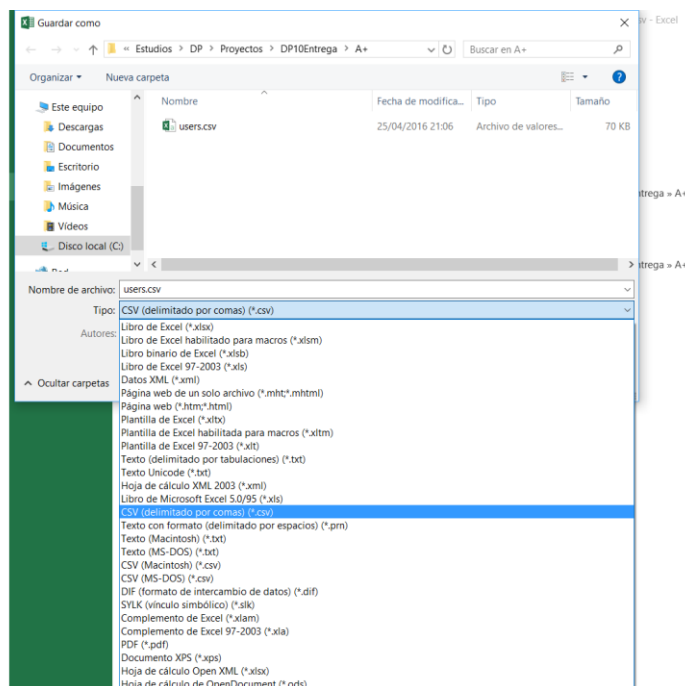 Guardar como
sv - Excel
« Estudios > DP > Proyectos > DP10Entrega > A+
Buscar en A+
Organizar
Nueva carpeta
Este equipo
Descargas
Documentos
Escritorio
Imágenes
Música
Vídeos
Disco local (C:)
Nombre Fecha de modifica... Tipo Tamaño
users.csv 25/04/2016 21:06 Archivo de valores... 70 KB
ntrega » A+
ntrega » A+
Nombre de archivo: users.csv
Tipo: CSV (delimitado por comas) (*.csv)
Autores:
Ocultar carpetas
Libro de Excel (*.xlsx)
Libro de Excel habilitado para macros (*.xlsm)
Libro binario de Excel (*.xlsb)
Libro de Excel 97-2003 (*.xls)
Datos XML (*.xml)
Página web de un solo archivo (*.mht;*.mhtml)
Página web (*.htm;*.html)
Plantilla de Excel (*.xltx)
Plantilla de Excel habilitada para macros (*.xltm)
Plantilla de Excel 97-2003 (*.xlt)
Texto (delimitado por tabulaciones) (*.txt)
Texto Unicode (*.txt)
Hoja de cálculo XML 2003 (*.xml)
Libro de Microsoft Excel 5.0/95 (*.xls)
CSV (delimitado por comas) (*.csv)
Texto con formato (delimitado por espacios) (*.prn)
Texto (Macintosh) (*.txt)
Texto (MS-DOS) (*.txt)
CSV (Macintosh) (*.csv)
CSV (MS-DOS) (*.csv)
DIF (formato de intercambio de datos) (*.dif)
SYLK (vínculo simbólico) (*.slk)
Complemento de Excel (*.xlam)
Complemento de Excel 97-2003 (*.xla)
PDF (*.pdf)
Documento XPS (*.xps)
Hoja de cálculo Open XML (*.xlsx)
Hoja de cálculo de OpenDocument (*.ods)